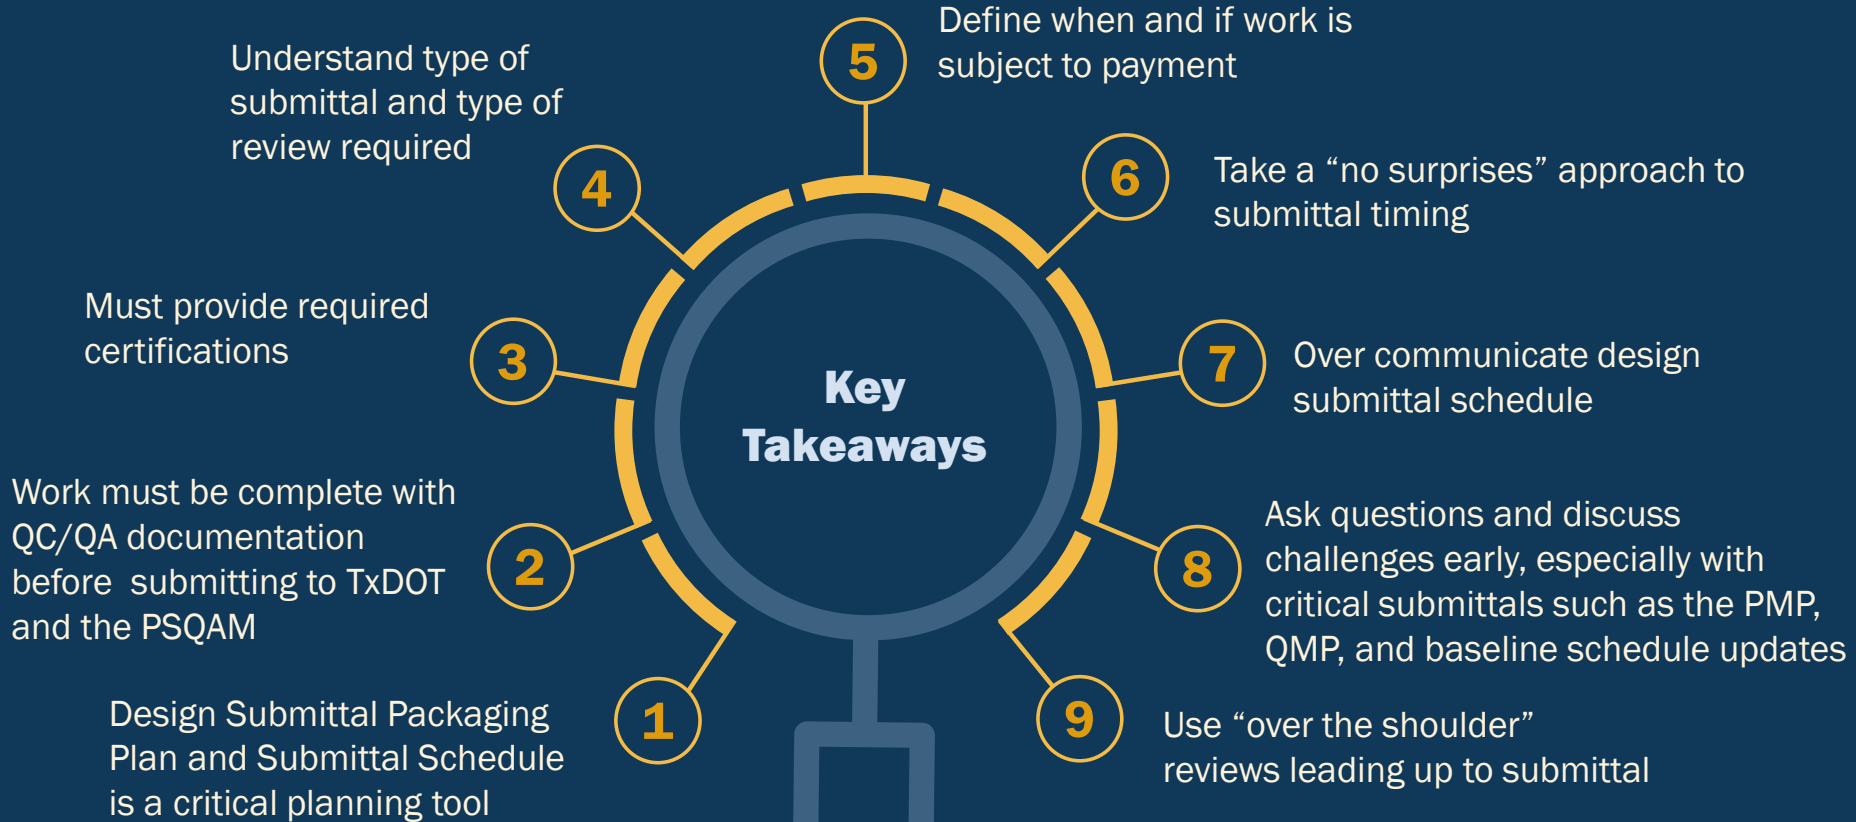 Key
Takeaways
1
Design Submittal Packaging
Plan and Submittal Schedule
is a critical planning tool
2
Work must be complete with
QC/QA documentation
before  submitting to TxDOT
and the PSQAM
3
Must provide required
certifications
4
Understand type of
submittal and type of
review required
5
Define when and if work is
subject to payment
6
Take a “no surprises” approach to
submittal timing
7
Over communicate design
submittal schedule
8
Ask questions and discuss
challenges early, especially with
critical submittals such as the PMP,
QMP, and baseline schedule updates
9
Use “over the shoulder”
reviews leading up to submittal